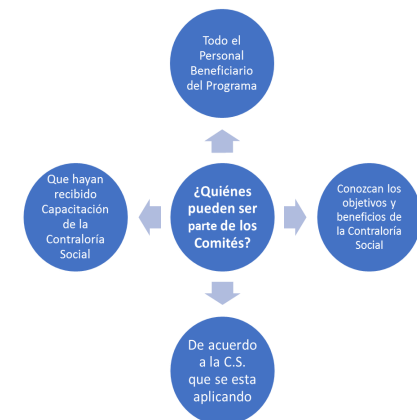 Todo el
Personal
Beneficiario
del Programa
Que hayan
recibido
Capacitación
de la
Contraloría
Social
¿Quiénes
pueden ser
parte de los
Comités?
Conozcan los
objetivos y
beneficios de
la Contraloría
Social
De acuerdo
a la C.S.
que se esta
aplicando